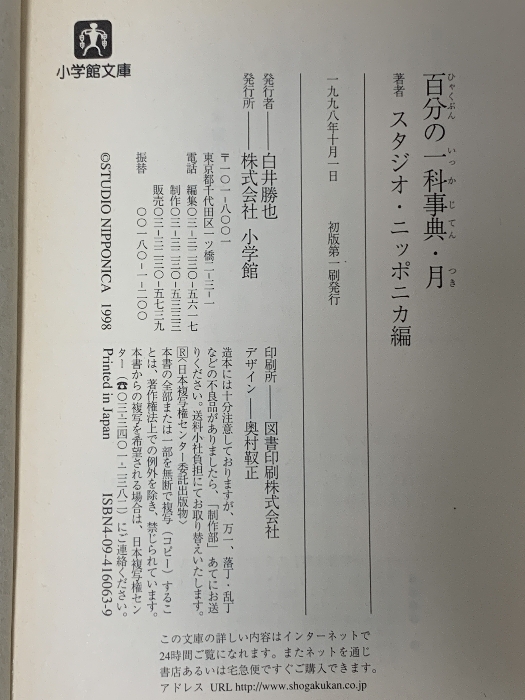 小学館文庫
百分の一科事典・月
ひゃくぶん いっかじてん つき
著者 スタジオ・ニッポニカ編
一九九八年十月一日 初版第一刷発行
発行者――白井勝也
発行所――株式会社 小学館
〒一〇一-八〇〇一
東京都千代田区一ツ橋二-三-一
電話 編集〇三-三二三〇-五六一七
制作〇三-三二三〇-五三三三
販売〇三-三二三〇-五七三九
振替 〇〇一八〇-一-二〇〇
©STUDIO NIPPONICA 1998
印刷所――図書印刷株式会社
デザイン――奥村靫正
造本には十分注意しておりますが、万一、落丁・乱丁
などの不良品がありましたら、「制作部」あてにお送
りください。送料小社負担にてお取り替えいたします。
Ⓡ〈日本複写権センター委託出版物〉
本書の全部または一部を無断で複写（コピー）するこ
とは、著作権法上での例外を除き、禁じられています。
本書からの複写を希望される場合は、日本複写権セン
ター（☎〇三-三四〇一-二三八二）にご連絡ください。
Printed in Japan
ISBN4-09-416063-9
この文庫の詳しい内容はインターネットで
24時間ご覧になれます。またネットを通じ
書店あるいは宅急便ですぐご購入できます。
アドレス URL http://www.shogakukan.co.jp